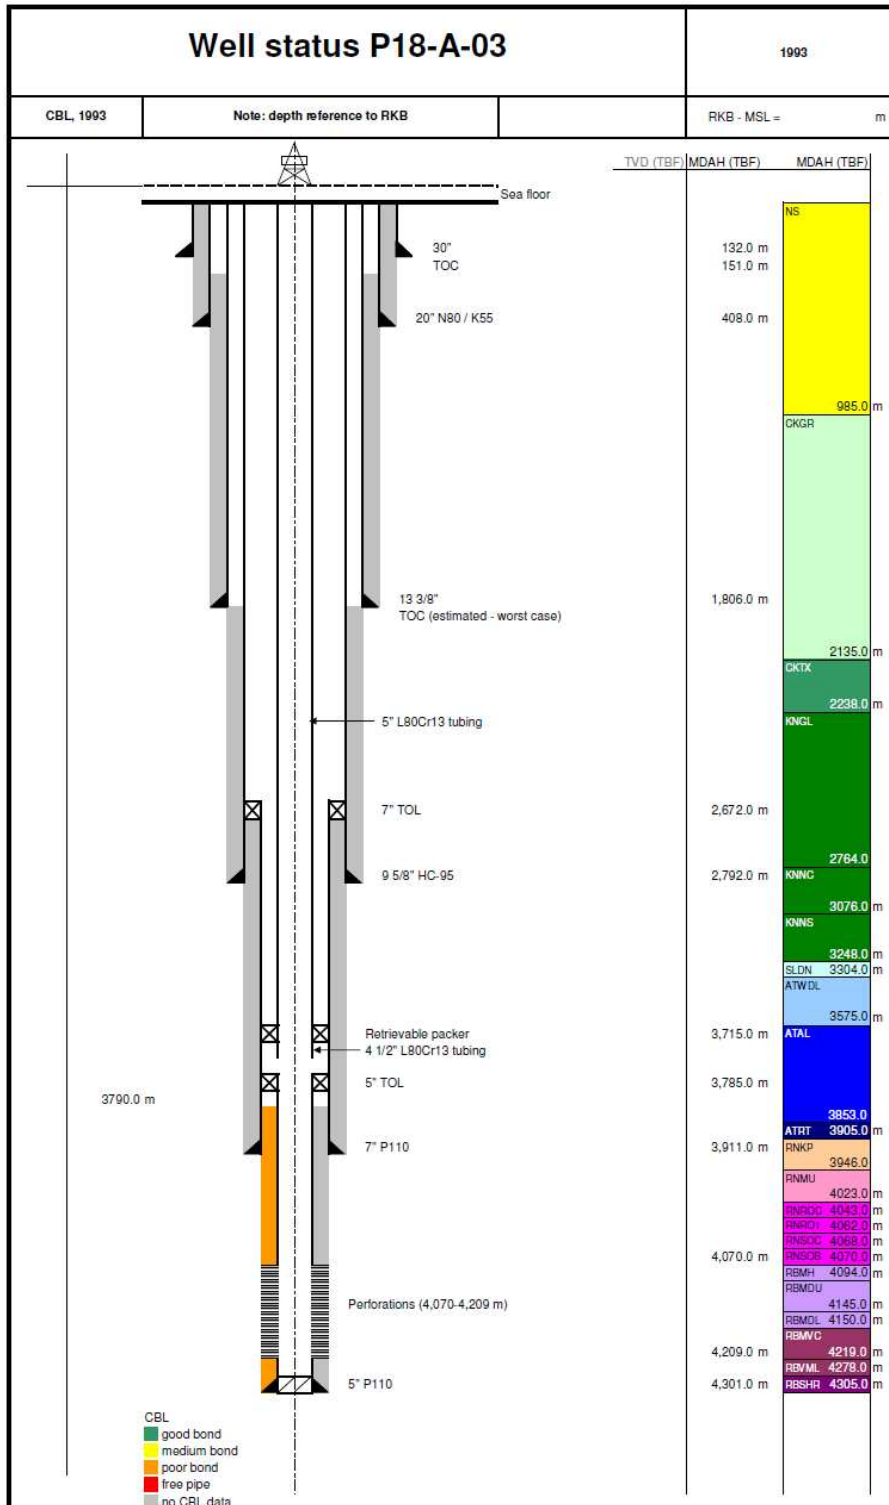 Well status P18-A-03
1993
CBL, 1993
Note: depth reference to RKB
RKB - MSL = m
TVD (TBF) MDAH (TBF) MDAH (TBF)
Sea floor
NS
30" 132.0 m
TOC 151.0 m
20" N80 / K55 408.0 m
985.0 m
CKGR
13 3/8" 1,806.0 m
TOC (estimated - worst case)
2135.0 m
CKTX
2238.0 m
5" L80Cr13 tubing KNGL
7" TOL 2,672.0 m
2764.0
9 5/8" HC-95 2,792.0 m KNNC
3076.0 m
KNNS
3248.0 m
SLDN 3304.0 m
ATWDL
3575.0 m
Retrievable packer 3,715.0 m ATAL
4 1/2" L80Cr13 tubing
5" TOL 3,785.0 m
3790.0 m
3853.0
ATRT 3905.0 m
7" P110 3,911.0 m RNKP
3946.0
RNMU
4023.0 m
RNROC 4043.0 m
RNRO1 4062.0 m
RNSOC 4068.0 m
4,070.0 m RNSOB 4070.0 m
RBMH 4094.0 m
RBMDU
Perforations (4,070-4,209 m) 4145.0 m
RBMDL 4150.0 m
RBMVC
4,209.0 m 4219.0 m
RBVML 4278.0 m
5" P110 4,301.0 m RBSHR 4305.0 m
CBL
good bond
medium bond
poor bond
free pipe
no CBL data